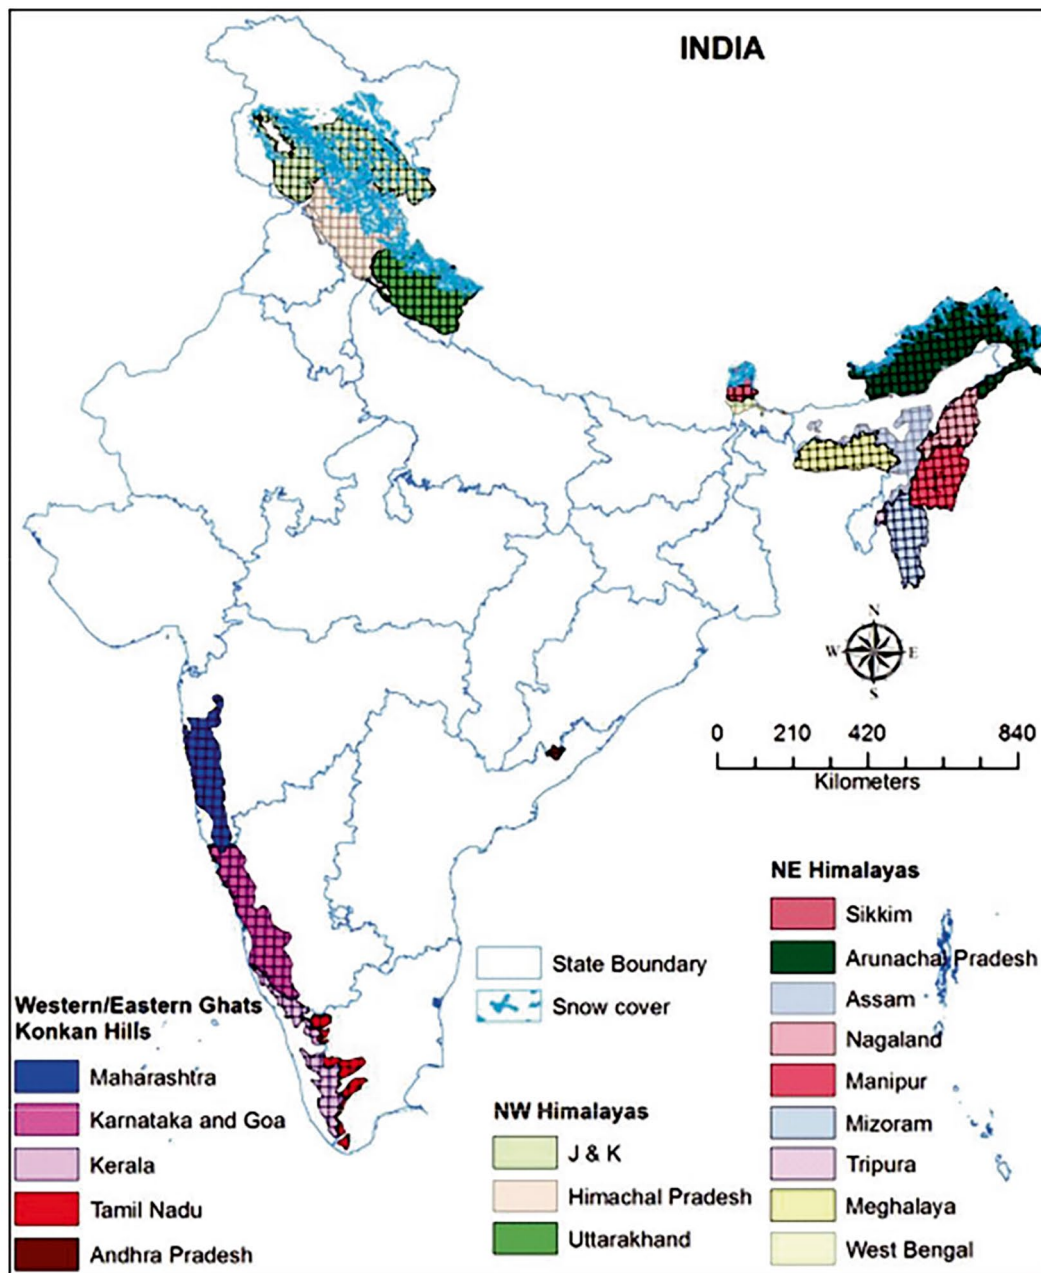 INDIA
N
W E
S
0 210 420 840
Kilometers
Western/Eastern Ghats
Konkan Hills
Maharashtra
Karnataka and Goa
Kerala
Tamil Nadu
Andhra Pradesh
State Boundary
Snow cover
NW Himalayas
J & K
Himachal Pradesh
Uttarakhand
NE Himalayas
Sikkim
Arunachal Pradesh
Assam
Nagaland
Manipur
Mizoram
Tripura
Meghalaya
West Bengal